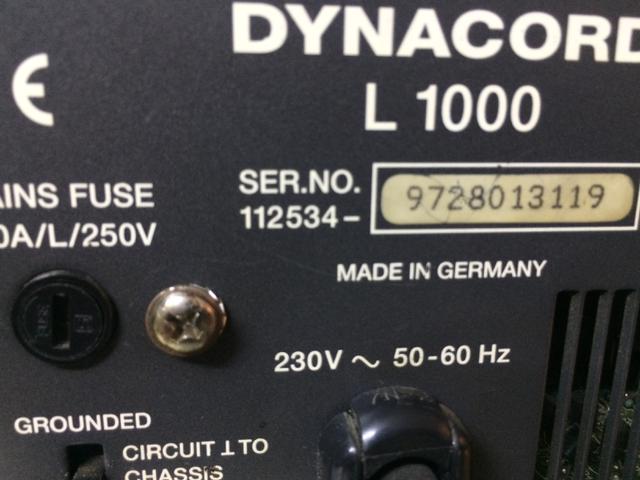 DYNACORD
L 1000
CE
SER.NO.
112534-
9728013119
AINS FUSE
0A/L/250V
MADE IN GERMANY
230V ~ 50-60 Hz
GROUNDED
CIRCUIT ⊥ TO
CHASSIS